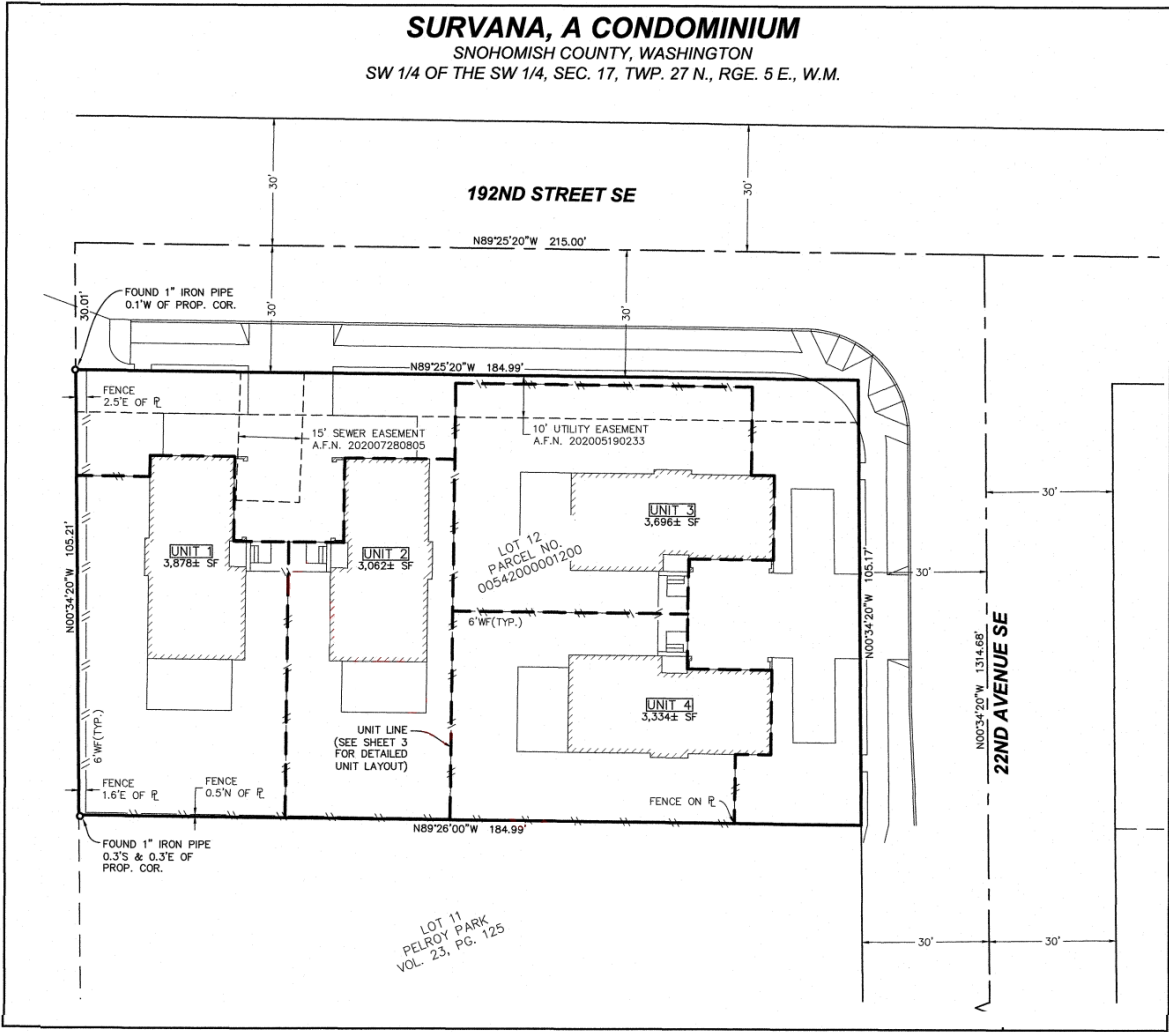 SURVANA, A CONDOMINIUM
SNOHOMISH COUNTY, WASHINGTON
SW 1/4 OF THE SW 1/4, SEC. 17, TWP. 27 N., RGE. 5 E., W.M.
30'
30'
192ND STREET SE
N89°25'20"W 215.00'
30.01'
FOUND 1" IRON PIPE
0.1'W OF PROP. COR.
30'
30'
N89°25'20"W 184.99'
FENCE
2.5'E OF ℙL
15' SEWER EASEMENT
A.F.N. 202007280805
10' UTILITY EASEMENT
A.F.N. 202005190233
30'
UNIT 3
3,696± SF
UNIT 1
3,878± SF
UNIT 2
3,062± SF
LOT 12
PARCEL NO.
00542000001200
N00°34'20"W 105.21'
N00°34'20"W 105.17'
30'
6'WF(TYP.)
N00°34'20"W 1314.68'
22ND AVENUE SE
UNIT 4
3,334± SF
6'WF(TYP.)
UNIT LINE
(SEE SHEET 3
FOR DETAILED
UNIT LAYOUT)
FENCE
1.6'E OF ℙL
FENCE
0.5'N OF ℙL
FENCE ON ℙL
N89°26'00"W 184.99'
FOUND 1" IRON PIPE
0.3'S & 0.3'E OF
PROP. COR.
LOT 11
PELROY PARK
VOL. 23, PG. 125
30'
30'